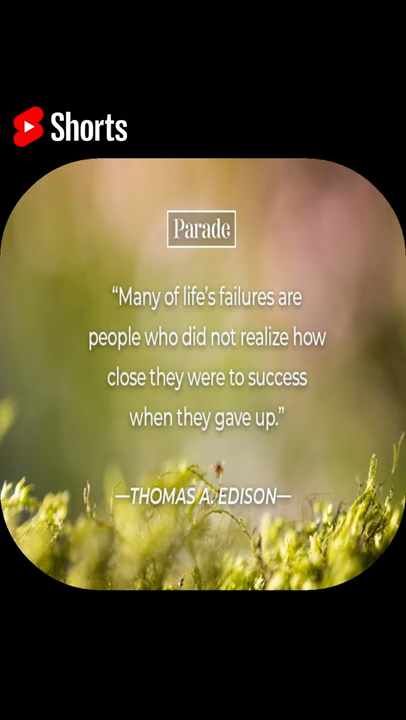 Shorts
Parade
“Many of life’s failures are
people who did not realize how
close they were to success
when they gave up.”
—THOMAS A. EDISON—